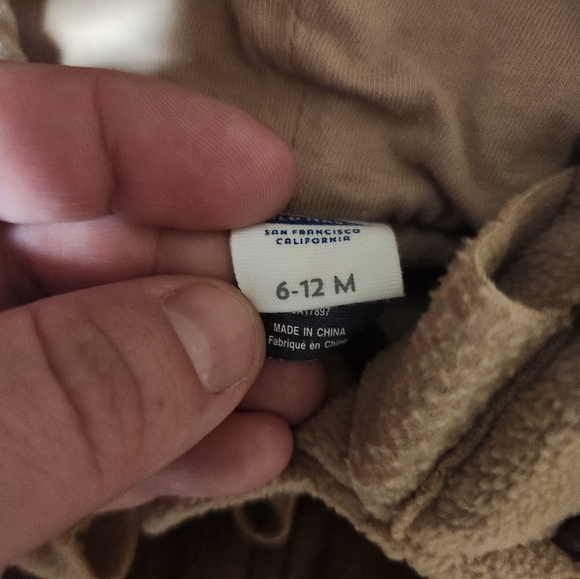 SAN FRANCISCO
CALIFORNIA
6-12 M
MADE IN CHINA
Fabriqué en Chine